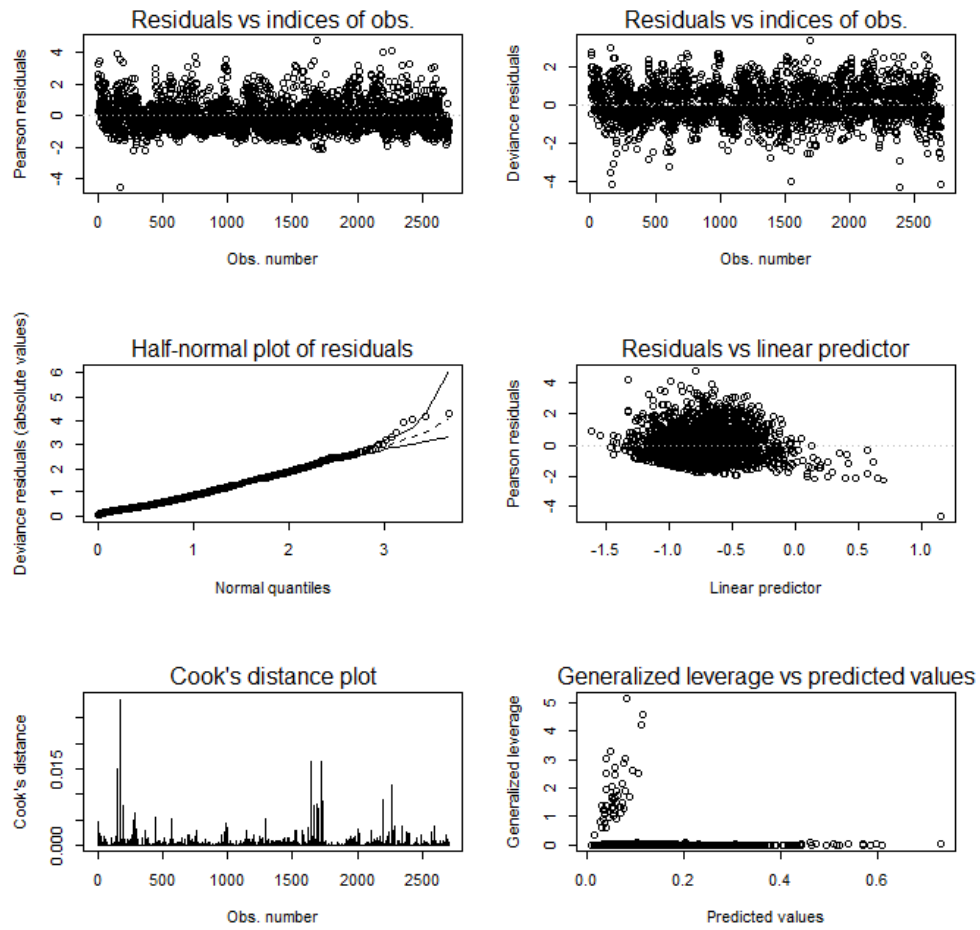 Residuals vs indices of obs.
Pearson residuals
4
2
0
-2
-4
0 500 1000 1500 2000 2500
Obs. number
Residuals vs indices of obs.
Deviance residuals
2
0
-2
-4
0 500 1000 1500 2000 2500
Obs. number
Half-normal plot of residuals
Deviance residuals (absolute values)
6
5
4
3
2
1
0
0 1 2 3
Normal quantiles
Residuals vs linear predictor
Pearson residuals
4
2
0
-2
-4
-1.5 -1.0 -0.5 0.0 0.5 1.0
Linear predictor
Cook's distance plot
Cook's distance
0.015
0.000
0 500 1000 1500 2000 2500
Obs. number
Generalized leverage vs predicted values
Generalized leverage
5
4
3
2
1
0
0.0 0.2 0.4 0.6
Predicted values